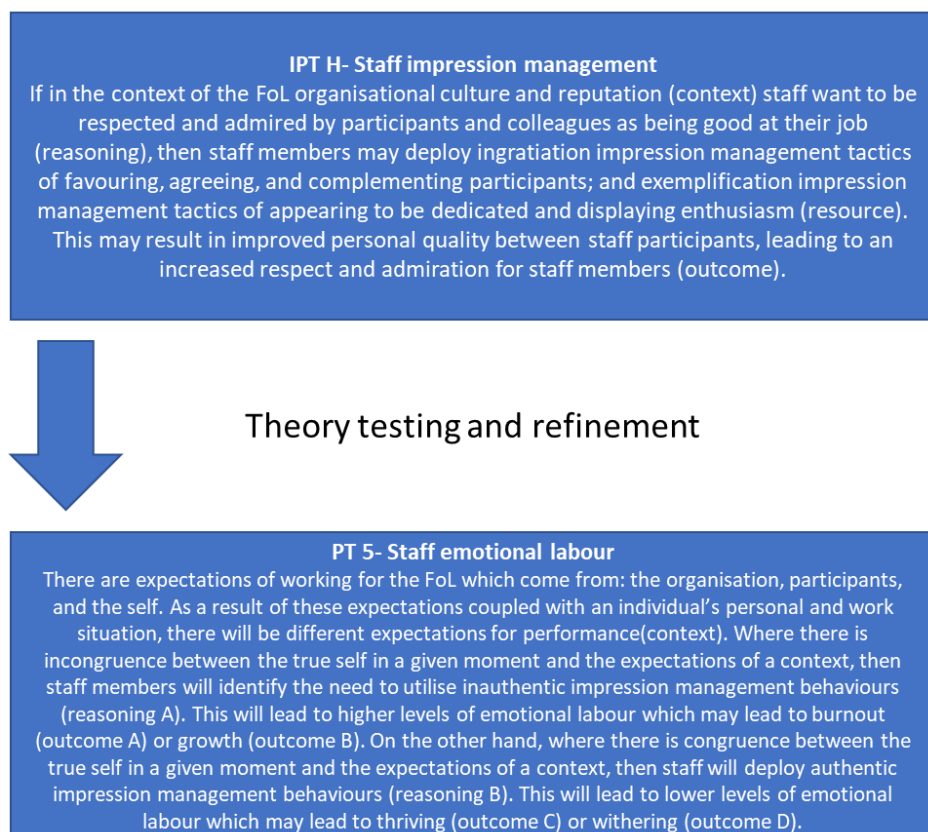 IPT H- Staff impression management
If in the context of the FoL organisational culture and reputation (context) staff want to be
respected and admired by participants and colleagues as being good at their job
(reasoning), then staff members may deploy ingratiation impression management tactics
of favouring, agreeing, and complementing participants; and exemplification impression
management tactics of appearing to be dedicated and displaying enthusiasm (resource).
This may result in improved personal quality between staff participants, leading to an
increased respect and admiration for staff members (outcome).
Theory testing and refinement
PT 5- Staff emotional labour
There are expectations of working for the FoL which come from: the organisation, participants,
and the self. As a result of these expectations coupled with an individual’s personal and work
situation, there will be different expectations for performance(context). Where there is
incongruence between the true self in a given moment and the expectations of a context, then
staff members will identify the need to utilise inauthentic impression management behaviours
(reasoning A). This will lead to higher levels of emotional labour which may lead to burnout
(outcome A) or growth (outcome B). On the other hand, where there is congruence between the
true self in a given moment and the expectations of a context, then staff will deploy authentic
impression management behaviours (reasoning B). This will lead to lower levels of emotional
labour which may lead to thriving (outcome C) or withering (outcome D).